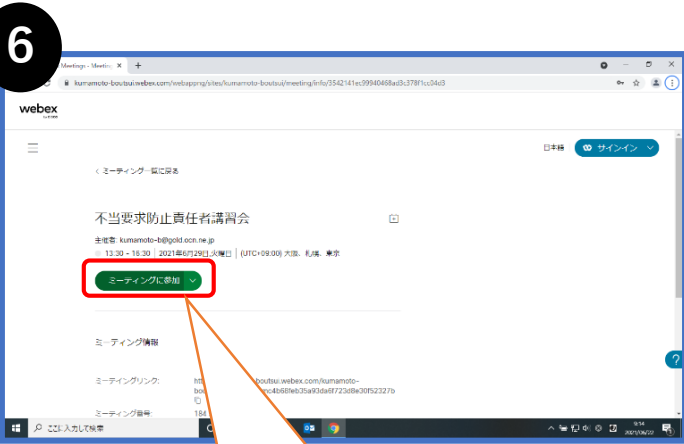 6
Meetings - Meetin
kumamoto-boutsui.webex.com/webappng/sites/kumamoto-boutsui/meeting/info/3542141ec99940468ad3c378f1cc04d3
webex
日本語
サインイン
< ミーティング一覧に戻る
不当要求防止責任者講習会
主催者: kumamoto-b@gold.ocn.ne.jp
13:30 - 16:30 | 2021年6月29日,火曜日 | (UTC+09:00) 大阪、札幌、東京
ミーティングに参加
ミーティング情報
ミーティングリンク:
boutsui.webex.com/kumamoto-
c4b68feb35a93da6f723d8e30f52327b
ミーティング番号:
184
?
ここに入力して検索
9:14
2021/06/22